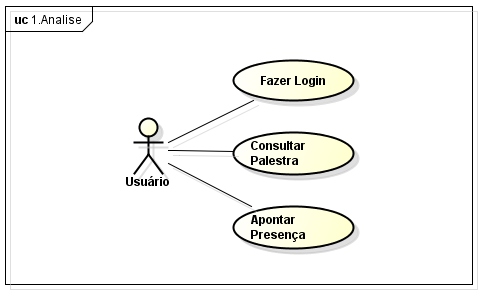 uc 1.Analise
Fazer Login
Consultar
Palestra
Usuário
Apontar
Presença